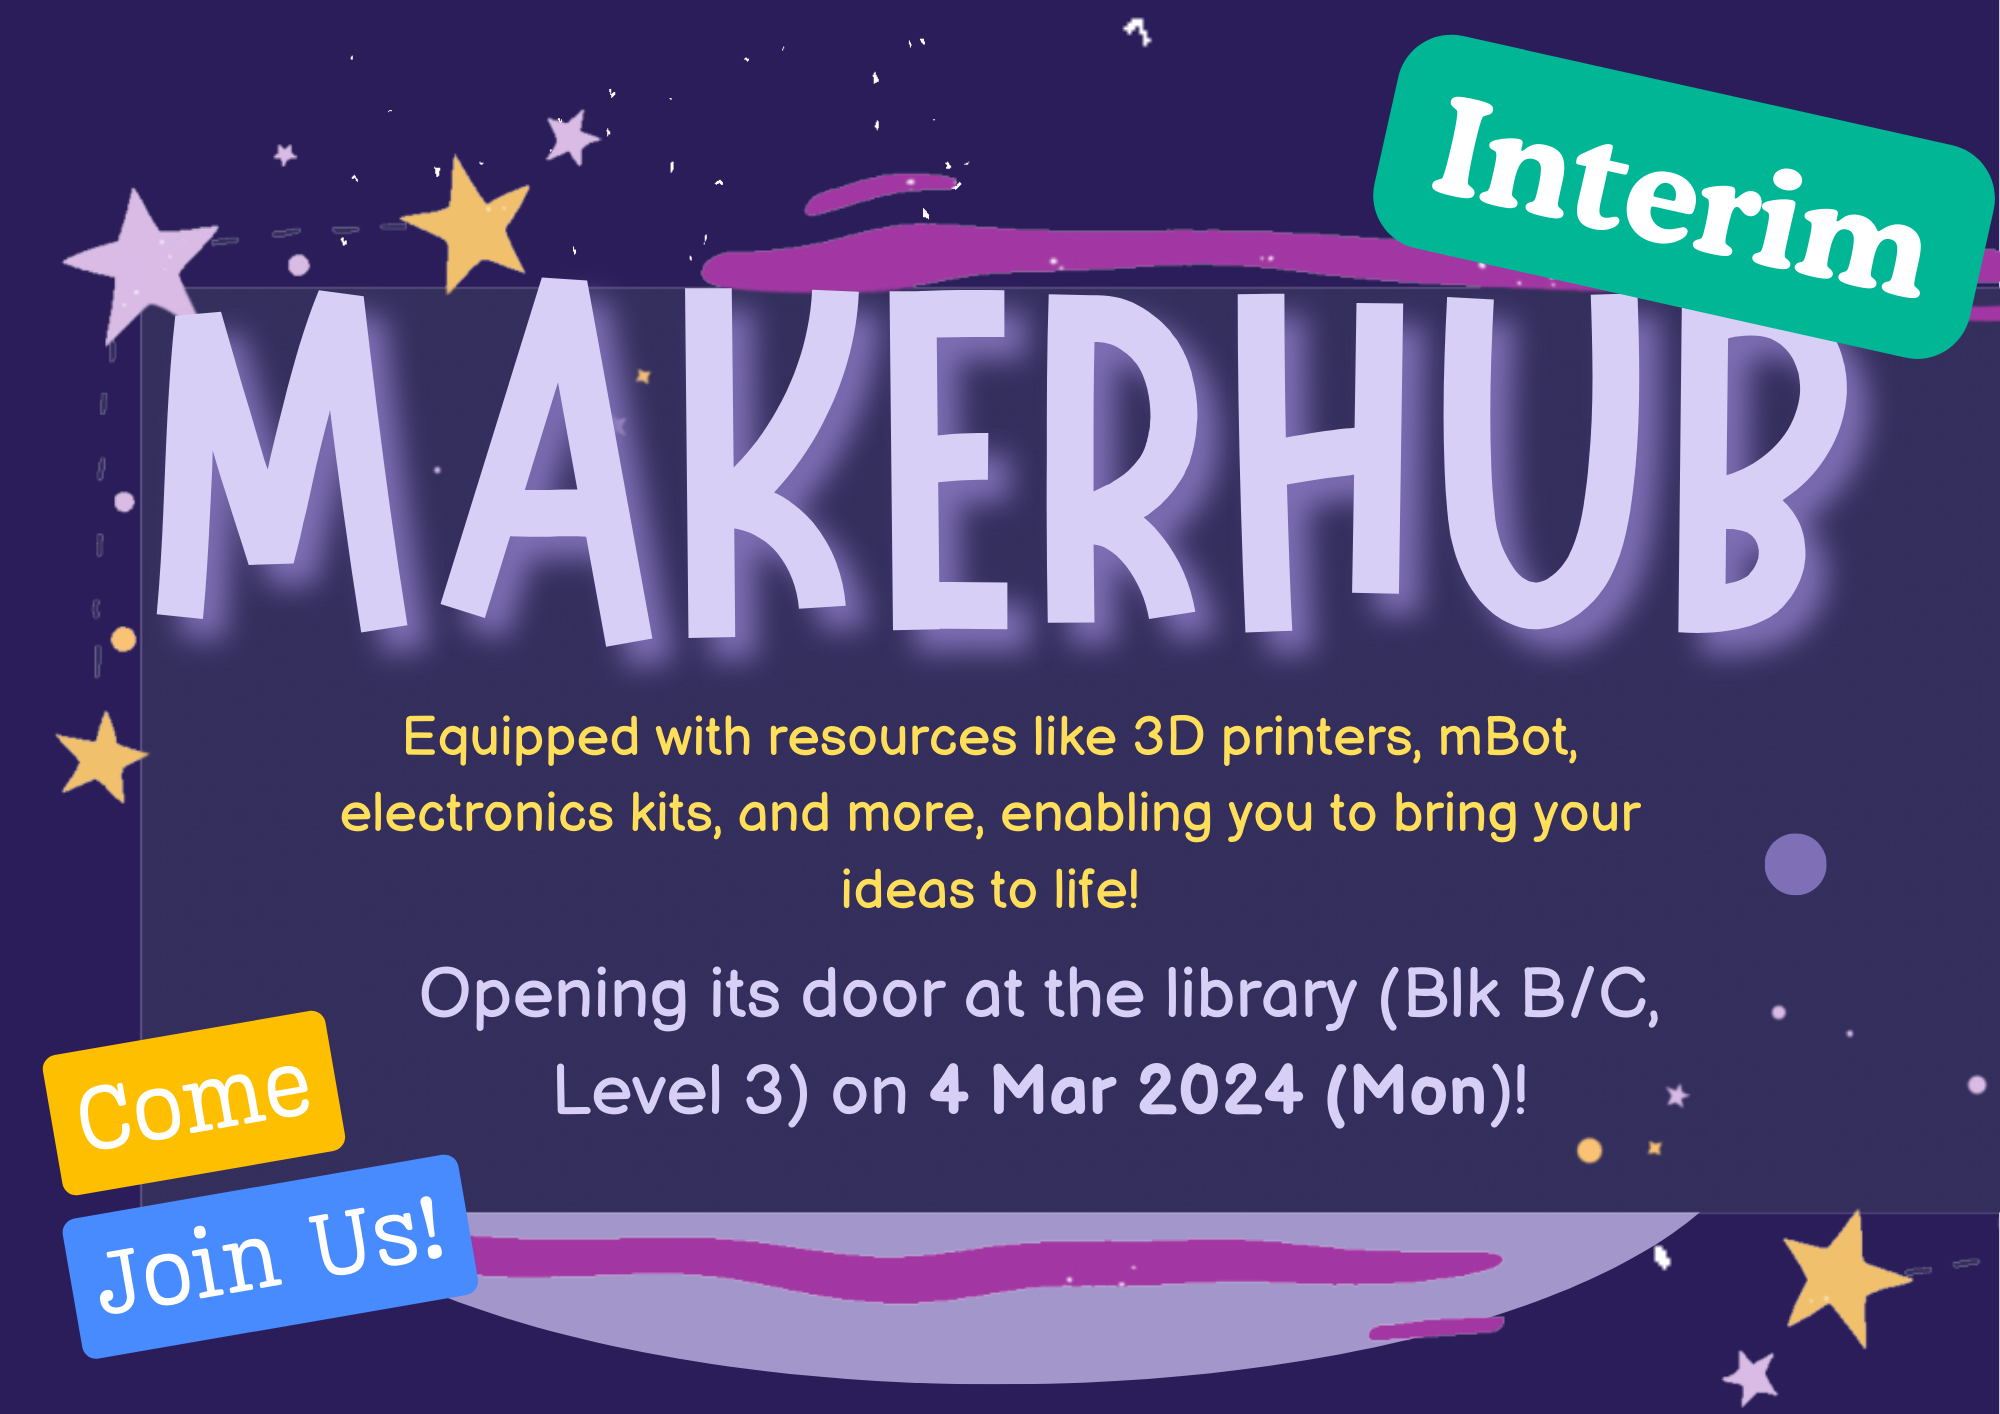 Interim
MAKERHUB
Equipped with resources like 3D printers, mBot,
electronics kits, and more, enabling you to bring your
ideas to life!
Opening its door at the library (Blk B/C,
Level 3) on 4 Mar 2024 (Mon)!
Come
Join Us!